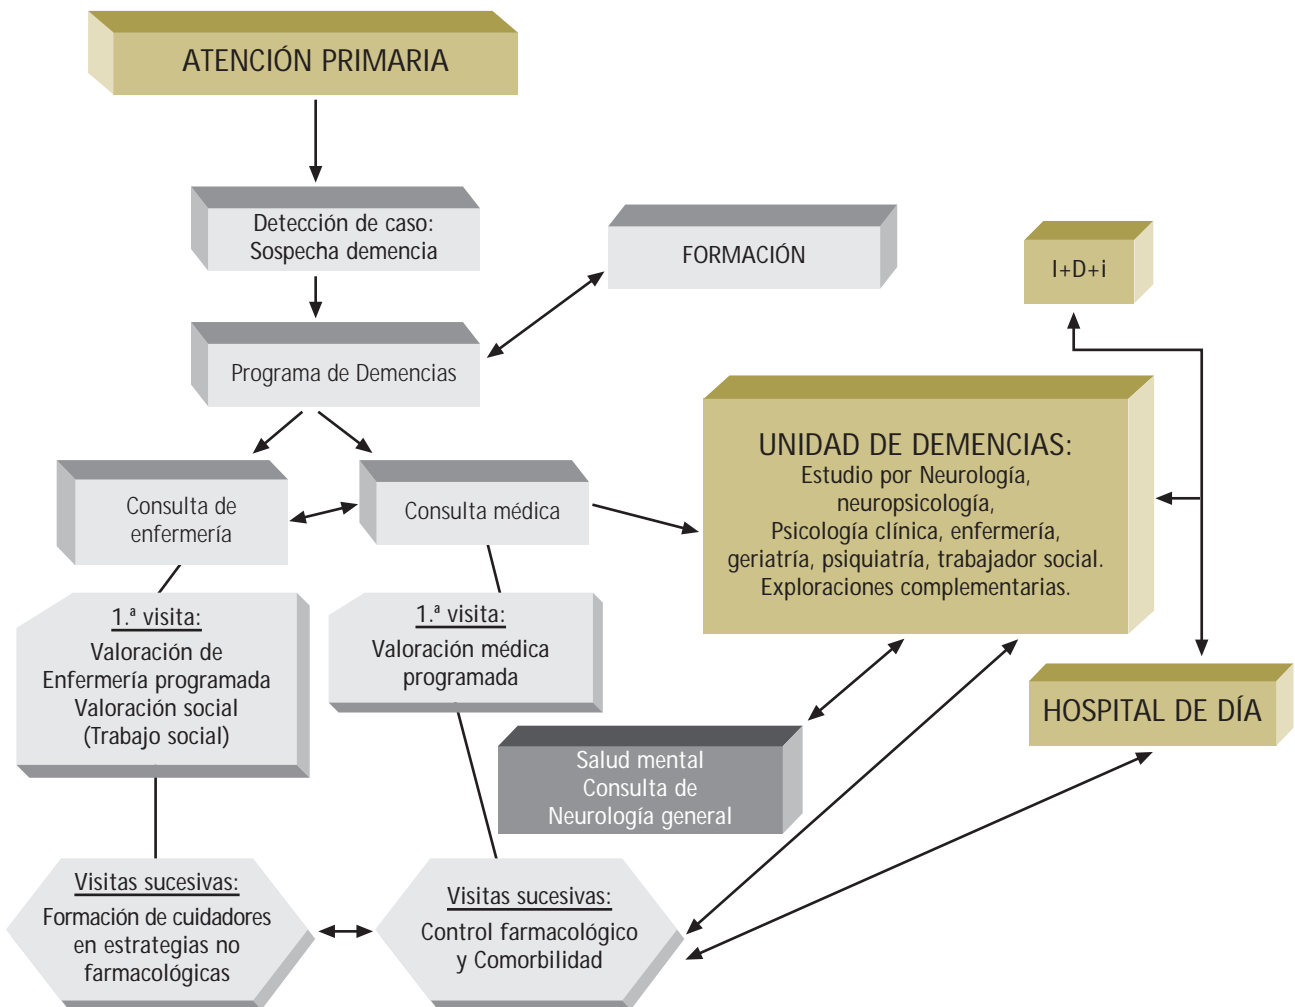 ATENCIÓN PRIMARIA
Detección de caso:
Sospecha demencia
FORMACIÓN
I+D+i
Programa de Demencias
UNIDAD DE DEMENCIAS:
Estudio por Neurología,
neuropsicología,
Psicología clínica, enfermería,
geriatría, psiquiatría, trabajador social.
Exploraciones complementarias.
Consulta de
enfermería
Consulta médica
1.ª visita:
Valoración de
Enfermería programada
Valoración social
(Trabajo social)
1.ª visita:
Valoración médica
programada
HOSPITAL DE DÍA
Salud mental
Consulta de
Neurología general
Visitas sucesivas:
Formación de cuidadores
en estrategias no
farmacológicas
Visitas sucesivas:
Control farmacológico
y Comorbilidad